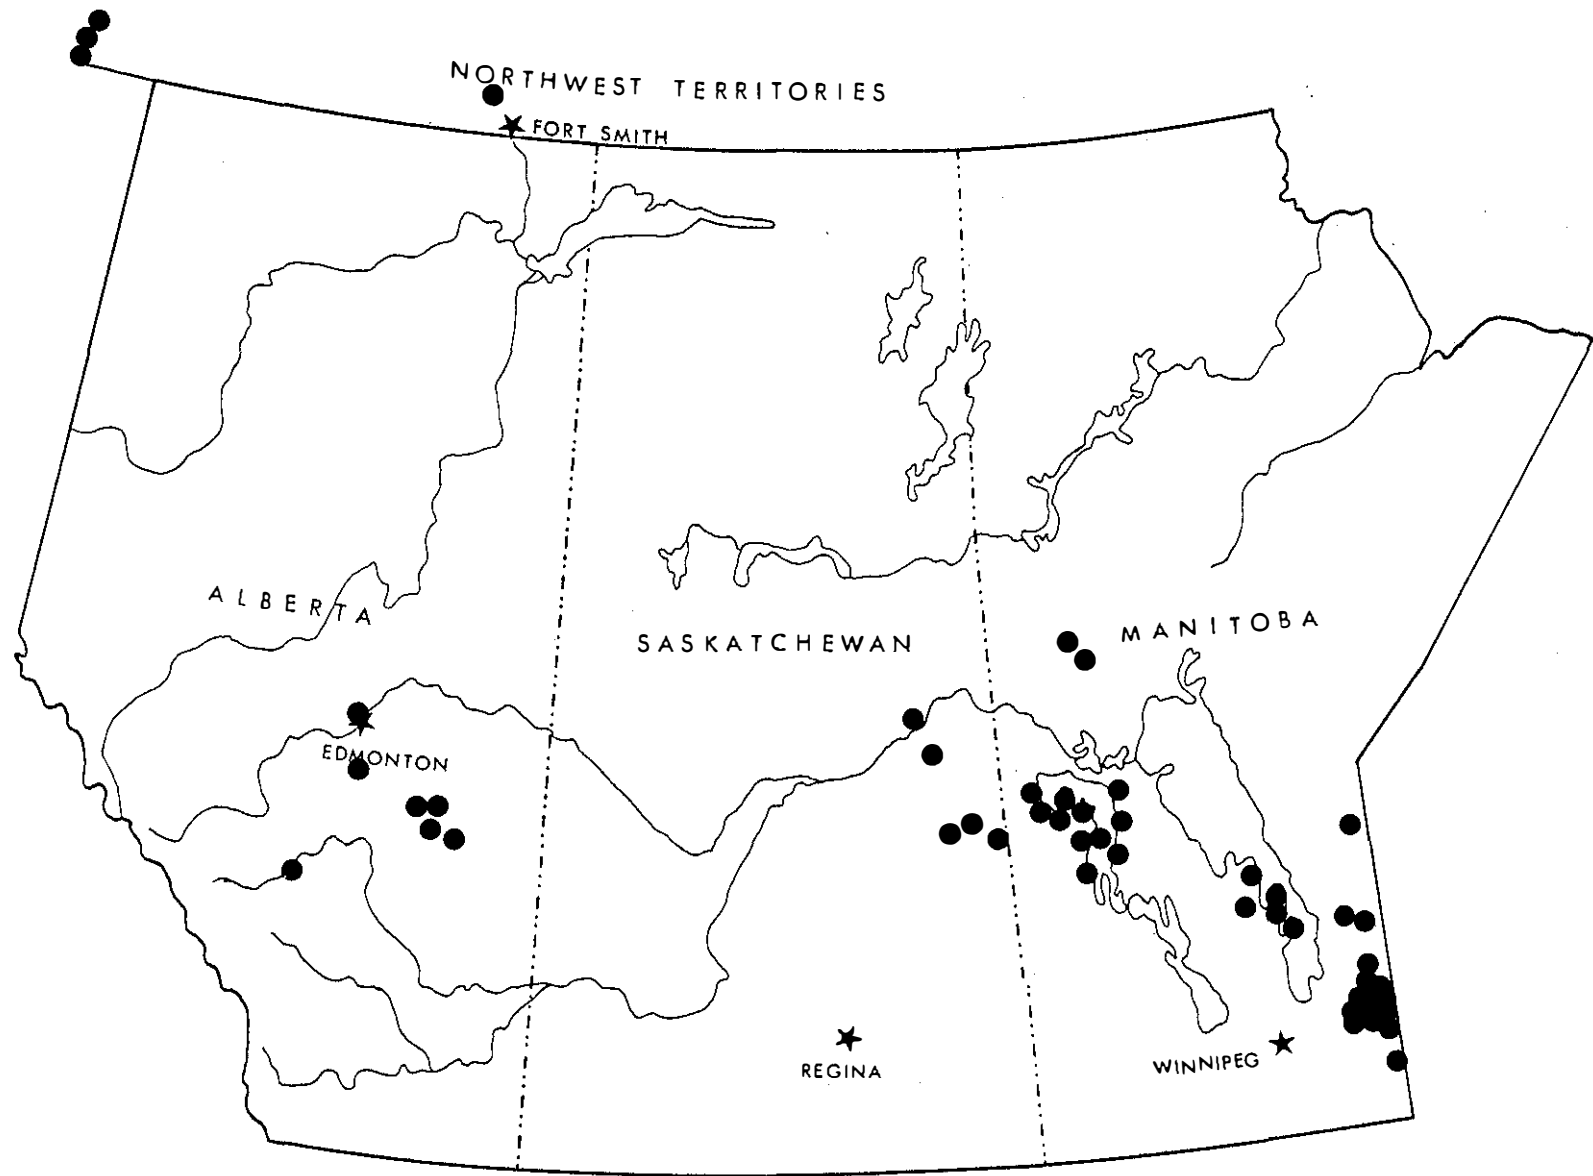 NORTHWEST TERRITORIES
FORT SMITH
ALBERTA
SASKATCHEWAN
MANITOBA
EDMONTON
REGINA
WINNIPEG